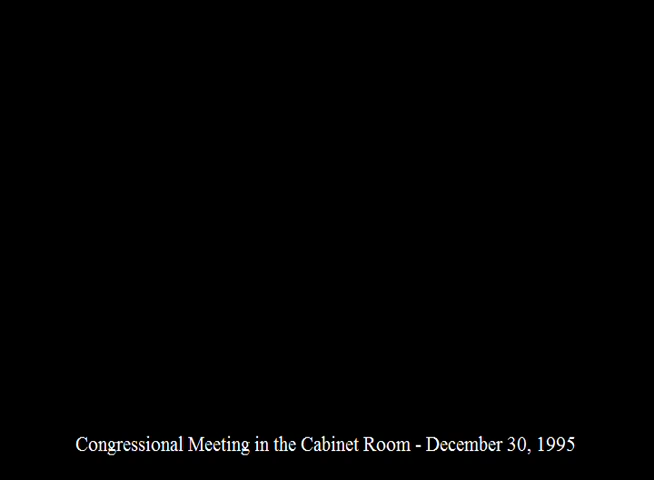 Congressional Meeting in the Cabinet Room - December 30, 1995